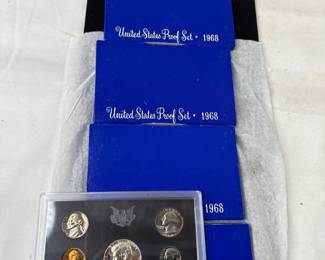 United States Proof Set · 1968
United States Proof Set · 1968
1968